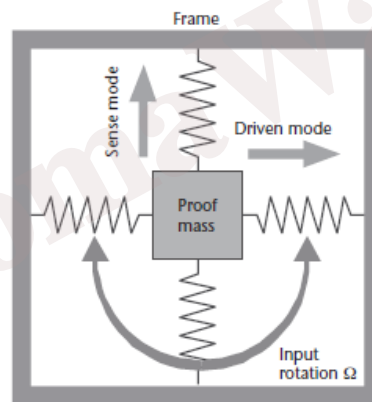 Frame
Sense mode
Driven mode
Proof
mass
Input
rotation Ω